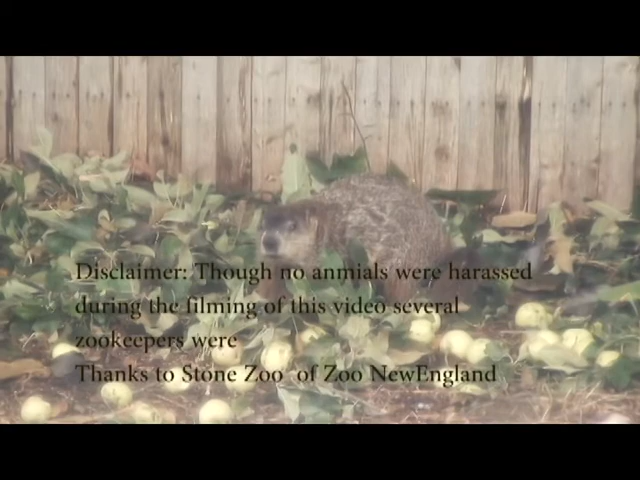 Disclaimer: Though no anmials were harassed
during the filming of this video several
zookeepers were
Thanks to Stone Zoo of Zoo NewEngland